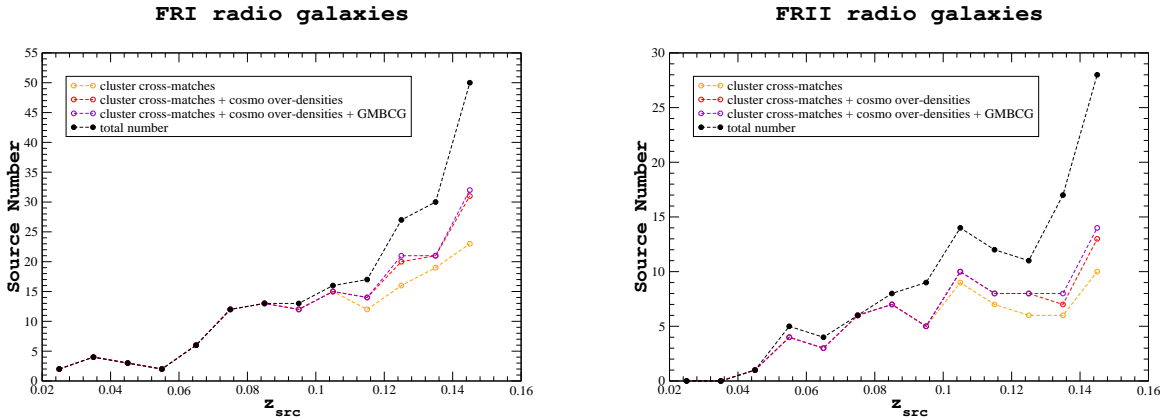 FRI radio galaxies
55
50
45
40
35
30
25
20
15
10
5
0
Source Number
cluster cross-matches
cluster cross-matches + cosmo over-densities
cluster cross-matches + cosmo over-densities + GMBCG
total number
0.02 0.04 0.06 0.08 0.1 0.12 0.14 0.16
z_src
FRII radio galaxies
30
25
20
15
10
5
0
Source Number
cluster cross-matches
cluster cross-matches + cosmo over-densities
cluster cross-matches + cosmo over-densities + GMBCG
total number
0.02 0.04 0.06 0.08 0.1 0.12 0.14 0.16
z_src